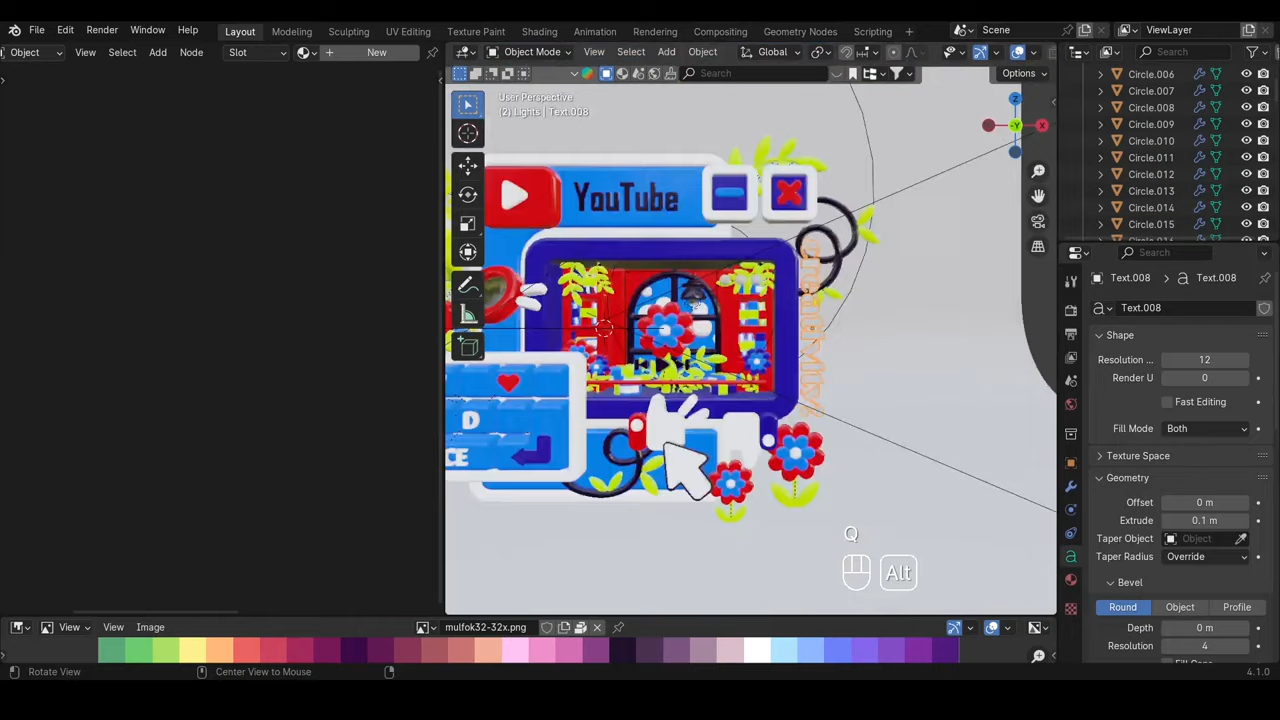 File Edit Render Window Help
Layout Modeling Sculpting UV Editing Texture Paint Shading Animation Rendering Compositing Geometry Nodes Scripting
Scene ViewLayer
Object View Select Add Node Slot New
Object Mode View Select Add Object Global
Search Options
User Perspective
(2) Lights | Text.008
Z
-Y X
YouTube
D
CE
creativity
Q
Alt
Search
Circle.006
Circle.007
Circle.008
Circle.009
Circle.010
Circle.011
Circle.012
Circle.013
Circle.014
Circle.015
Search
Text.008 Text.008
Text.008
Shape
Resolution ... 12
Render U 0
Fast Editing
Fill Mode Both
Texture Space
Geometry
Offset 0 m
Extrude 0.1 m
Taper Object Object
Taper Radius Override
Bevel
Round Object Profile
Depth 0 m
Resolution 4
View View Image mulfok32-32x.png
Rotate View Center View to Mouse 4.1.0